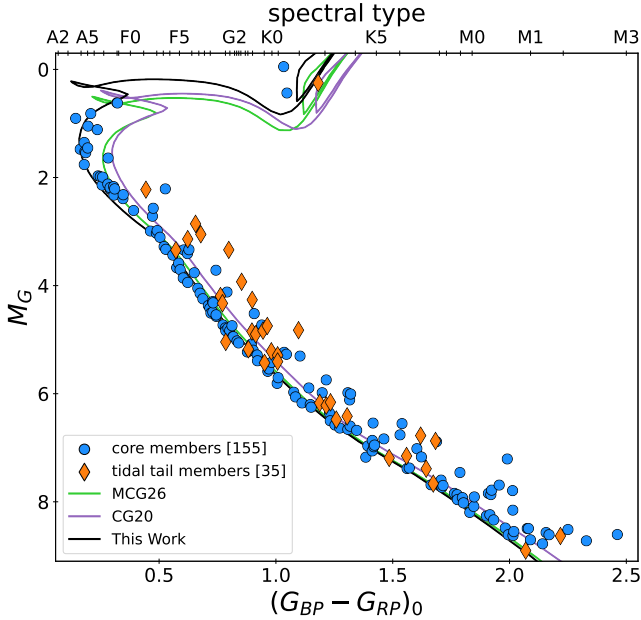 spectral type
A2 A5 F0 F5 G2 K0 K5 M0 M1 M3
0
2
4
6
8
M_G
core members [155]
tidal tail members [35]
MCG26
CG20
This Work
0.5 1.0 1.5 2.0 2.5
(G_BP − G_RP)_0